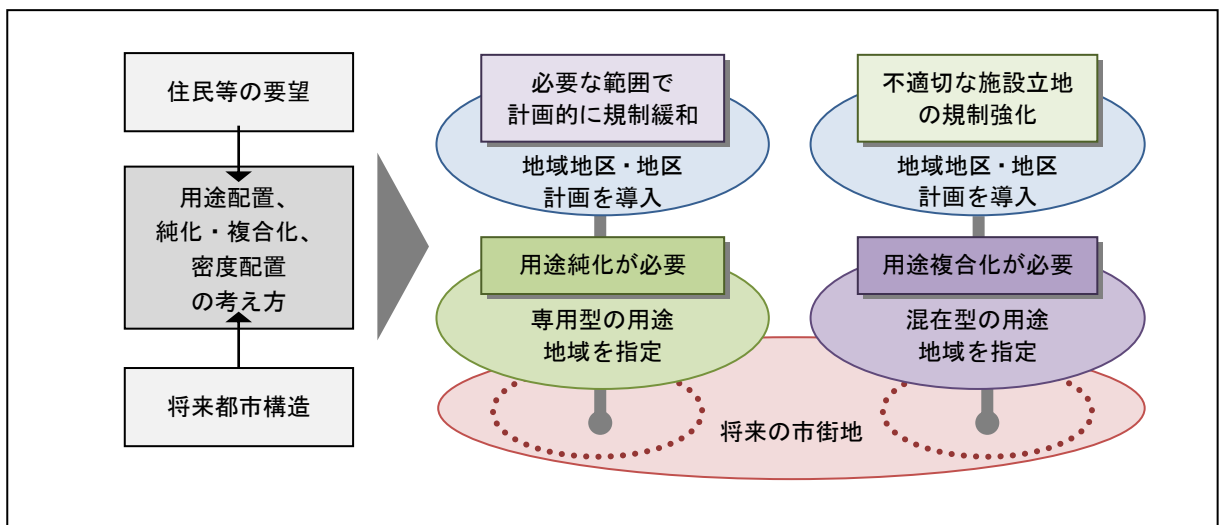 住民等の要望
用途配置、
純化・複合化、
密度配置
の考え方
将来都市構造
必要な範囲で
計画的に規制緩和
地域地区・地区
計画を導入
用途純化が必要
専用型の用途
地域を指定
不適切な施設立地
の規制強化
地域地区・地区
計画を導入
用途複合化が必要
混在型の用途
地域を指定
将来の市街地